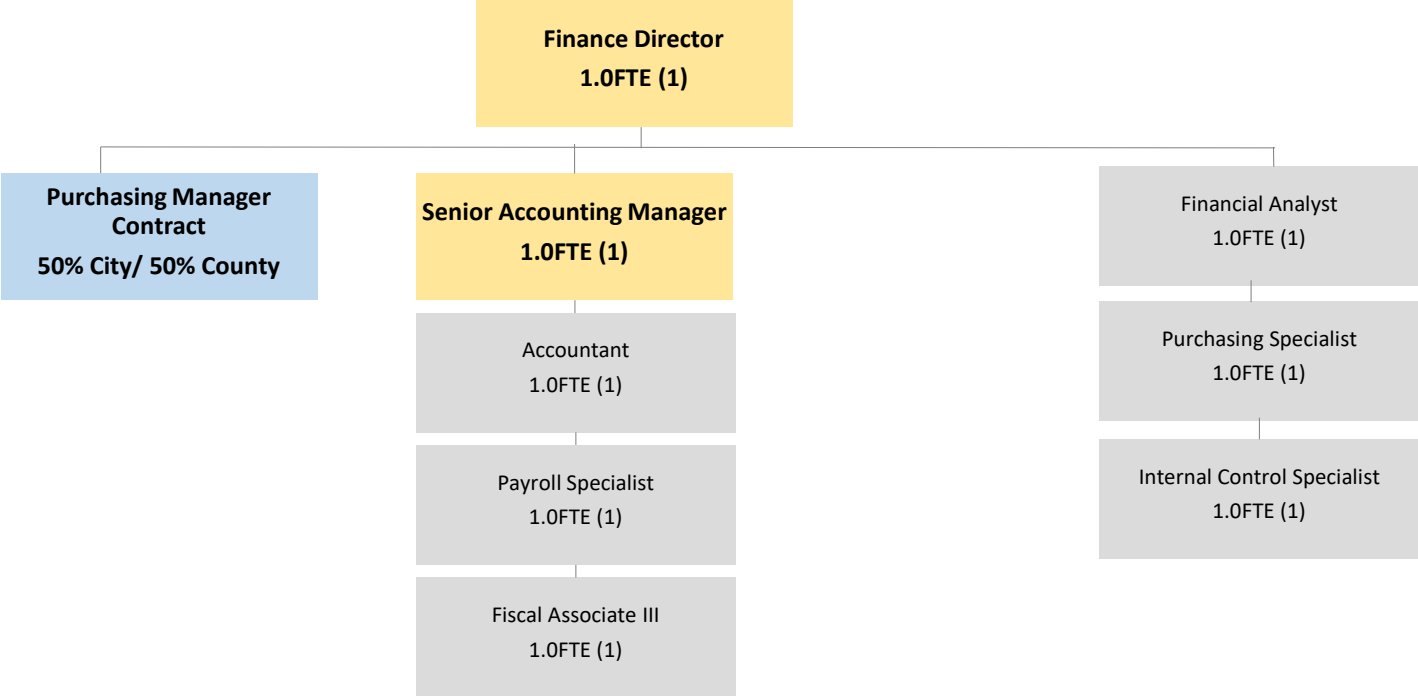 Finance Director
1.0FTE (1)
Purchasing Manager
Contract
50% City/ 50% County
Senior Accounting Manager
1.0FTE (1)
Accountant
1.0FTE (1)
Payroll Specialist
1.0FTE (1)
Fiscal Associate III
1.0FTE (1)
Financial Analyst
1.0FTE (1)
Purchasing Specialist
1.0FTE (1)
Internal Control Specialist
1.0FTE (1)